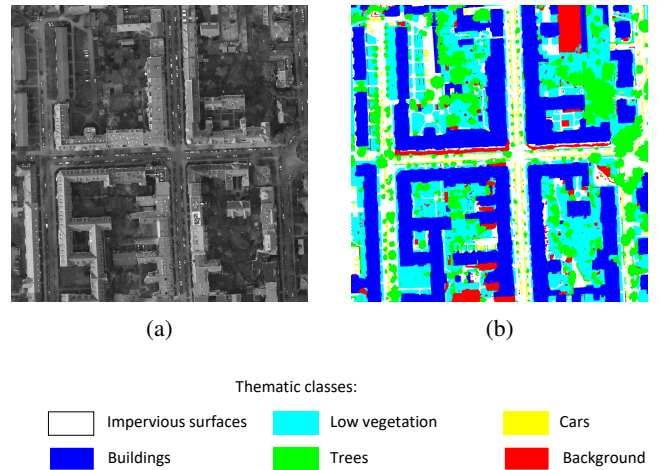 (a) (b)
Thematic classes:
Impervious surfaces Low vegetation Cars
Buildings Trees Background